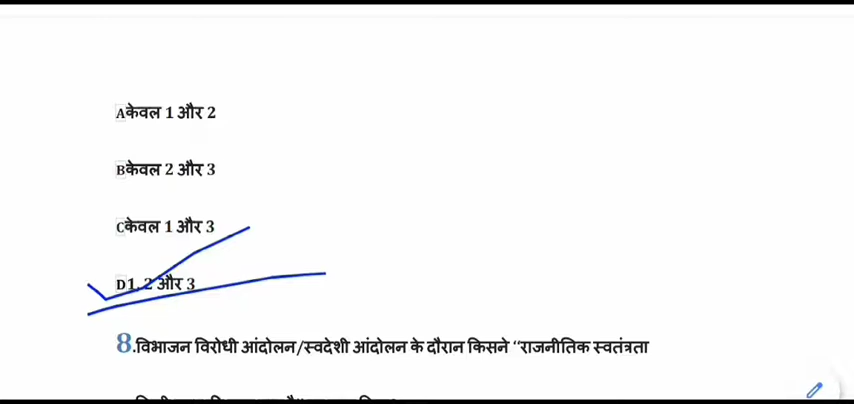 Aकेवल 1 और 2
Bकेवल 2 और 3
Cकेवल 1 और 3
D1, 2 और 3
8.विभाजन विरोधी आंदोलन/स्वदेशी आंदोलन के दौरान किसने “राजनीतिक स्वतंत्रता